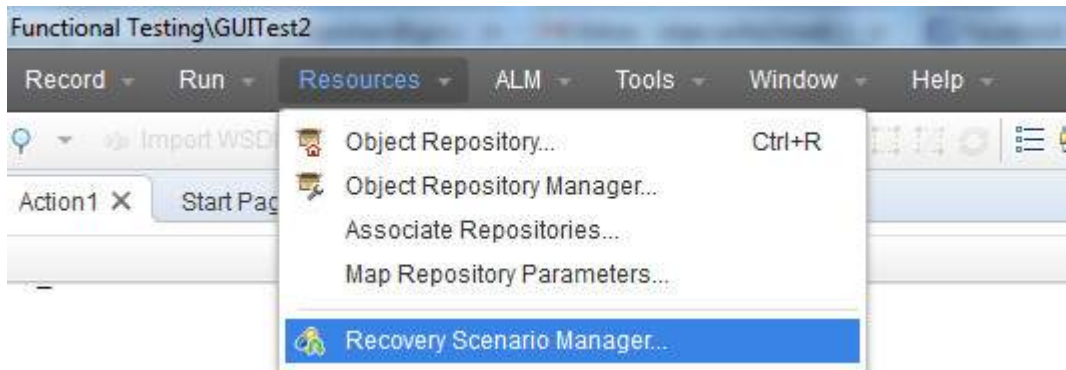 Functional Testing\GUITest2
Record Run Resources ALM Tools Window Help
Import WSD
Object Repository... Ctrl+R
Object Repository Manager...
Action1 Start Pag
Associate Repositories...
Map Repository Parameters...
Recovery Scenario Manager...